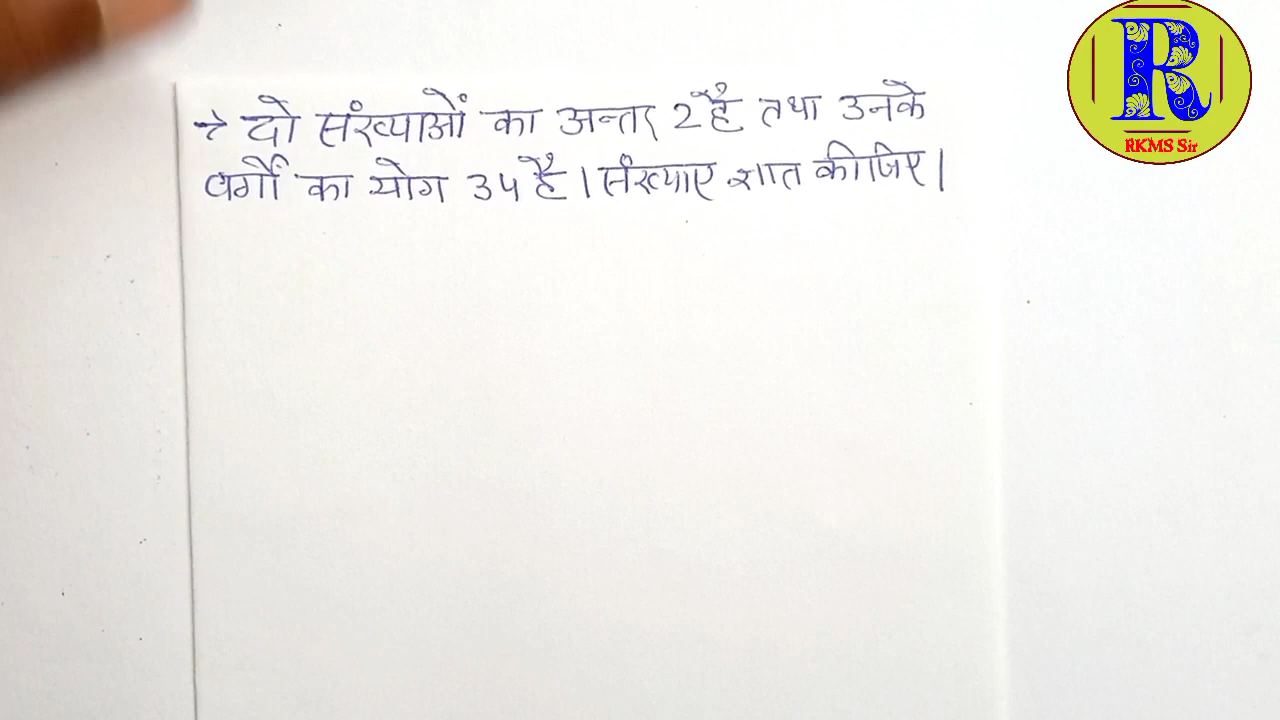 → दो संख्याओं का अन्तर 2 है तथा उनके
वर्गों का योग 34 है। संख्याए ज्ञात कीजिए।
R
RKMS Sir